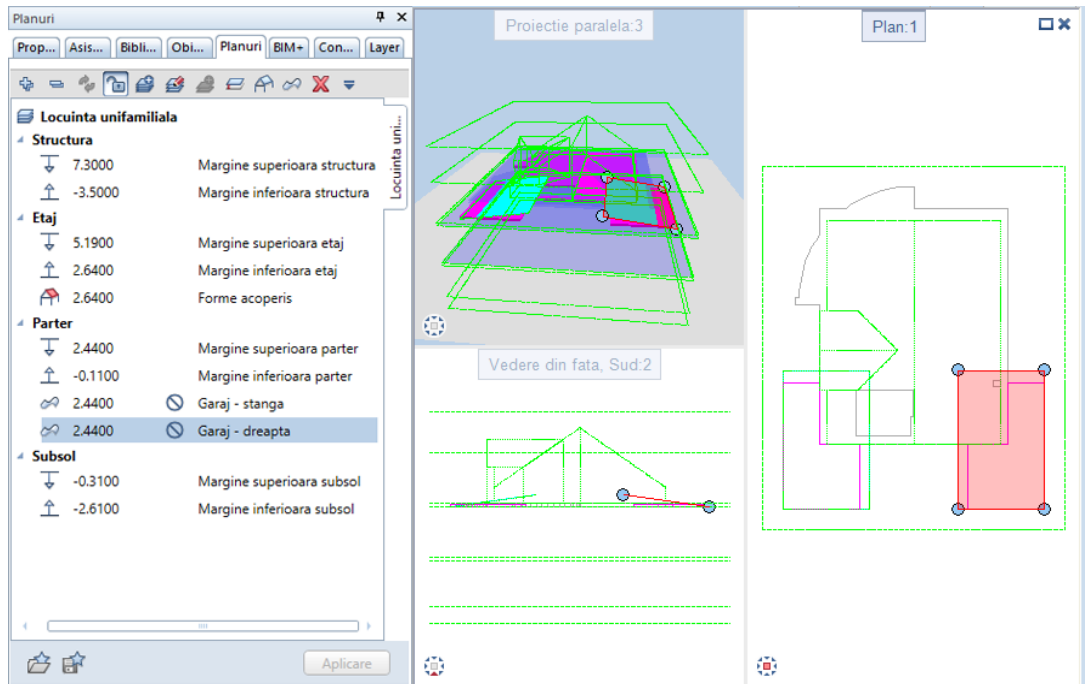 Planuri
Prop... Asis... Bibli... Obi... Planuri BIM+ Con... Layer
Locuinta unifamiliala
Structura
7.3000 Margine superioara structura
-3.5000 Margine inferioara structura
Etaj
5.1900 Margine superioara etaj
2.6400 Margine inferioara etaj
2.6400 Forme acoperis
Parter
2.4400 Margine superioara parter
-0.1100 Margine inferioara parter
2.4400 Garaj - stanga
2.4400 Garaj - dreapta
Subsol
-0.3100 Margine superioara subsol
-2.6100 Margine inferioara subsol
Locuinta uni...
Aplicare
Proiectie paralela:3
Vedere din fata, Sud:2
Plan:1